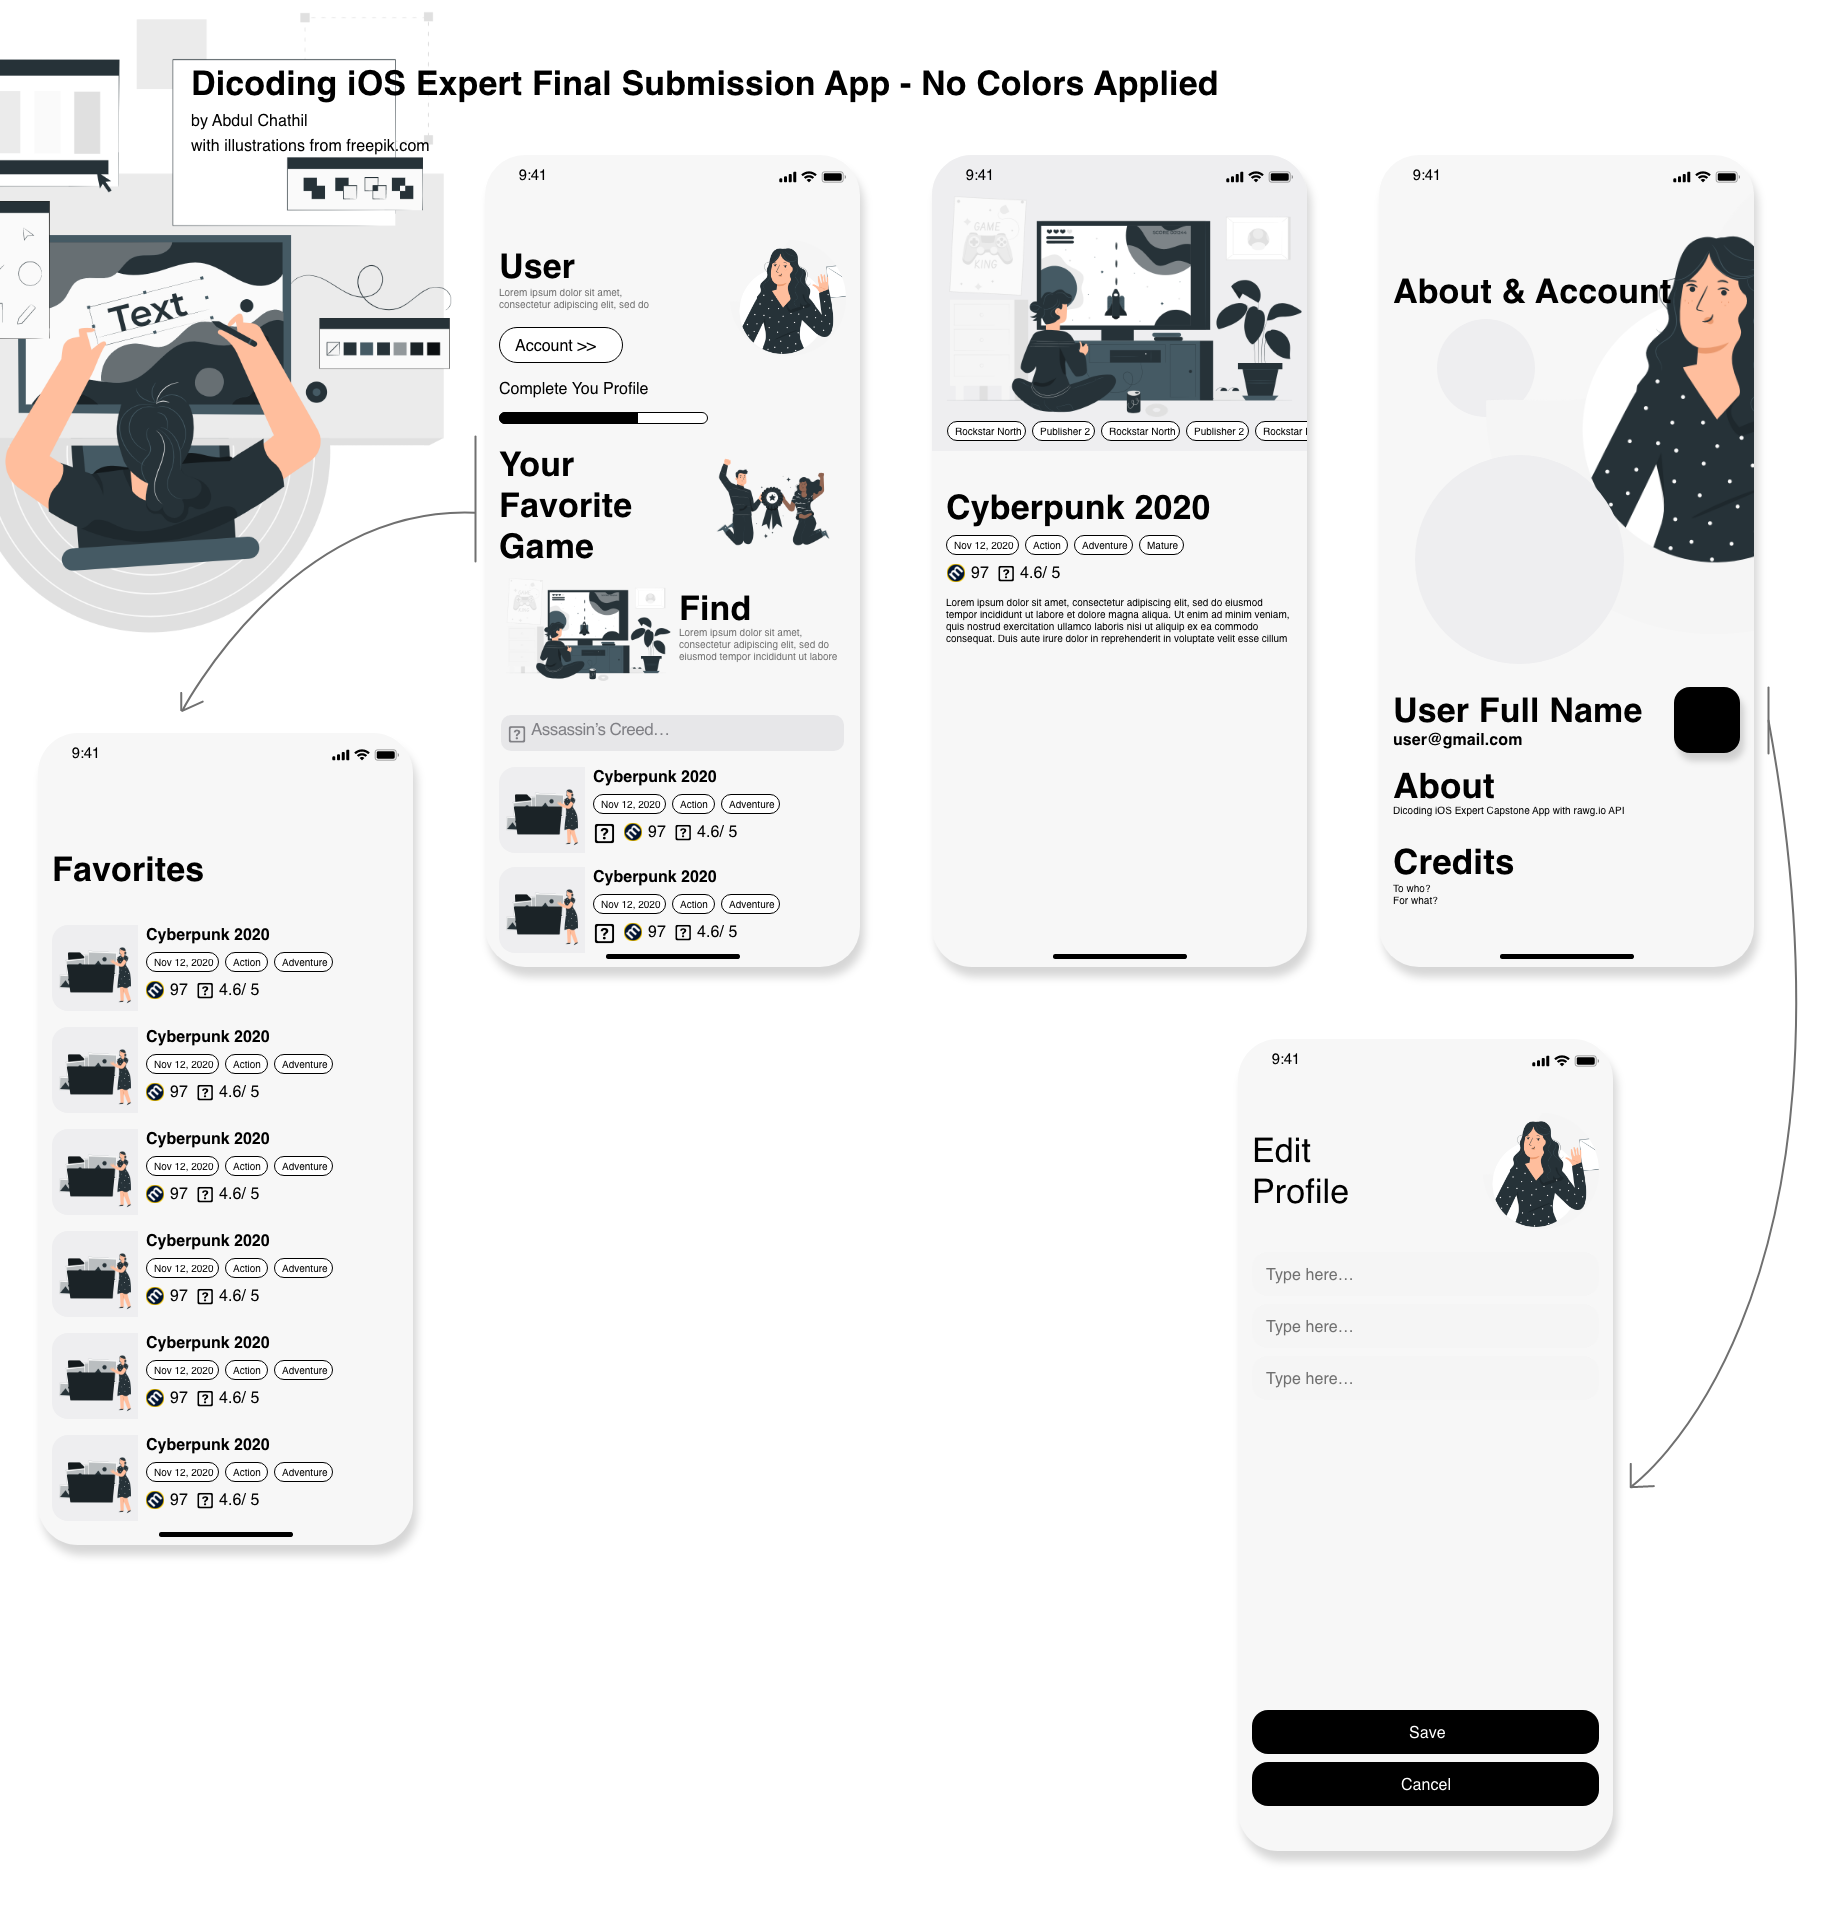 Dicoding iOS Expert Final Submission App - No Colors Applied
by Abdul Chathil
with illustrations from freepik.com
Text
9:41
User
Lorem ipsum dolor sit amet,
consectetur adipiscing elit, sed do
Account >>
Complete You Profile
Your
Favorite
Game
Find
Lorem ipsum dolor sit amet,
consectetur adipiscing elit, sed do
eiusmod tempor incididunt ut labore
? Assassin's Creed...
Cyberpunk 2020
Nov 12, 2020 Action Adventure
? 97 ? 4.6/ 5
Cyberpunk 2020
Nov 12, 2020 Action Adventure
? 97 ? 4.6/ 5
9:41
GAME
KING
Rockstar North Publisher 2 Rockstar North Publisher 2 Rockstar
Cyberpunk 2020
Nov 12, 2020 Action Adventure Mature
97 ? 4.6/ 5
Lorem ipsum dolor sit amet, consectetur adipiscing elit, sed do eiusmod
tempor incididunt ut labore et dolore magna aliqua. Ut enim ad minim veniam,
quis nostrud exercitation ullamco laboris nisi ut aliquip ex ea commodo
consequat. Duis aute irure dolor in reprehenderit in voluptate velit esse cillum
9:41
About & Account
User Full Name
user@gmail.com
About
Dicoding iOS Expert Capstone App with rawg.io API
Credits
To who?
For what?
9:41
Favorites
Cyberpunk 2020
Nov 12, 2020 Action Adventure
97 ? 4.6/ 5
Cyberpunk 2020
Nov 12, 2020 Action Adventure
97 ? 4.6/ 5
Cyberpunk 2020
Nov 12, 2020 Action Adventure
97 ? 4.6/ 5
Cyberpunk 2020
Nov 12, 2020 Action Adventure
97 ? 4.6/ 5
Cyberpunk 2020
Nov 12, 2020 Action Adventure
97 ? 4.6/ 5
Cyberpunk 2020
Nov 12, 2020 Action Adventure
97 ? 4.6/ 5
9:41
Edit
Profile
Type here...
Type here...
Type here...
Save
Cancel